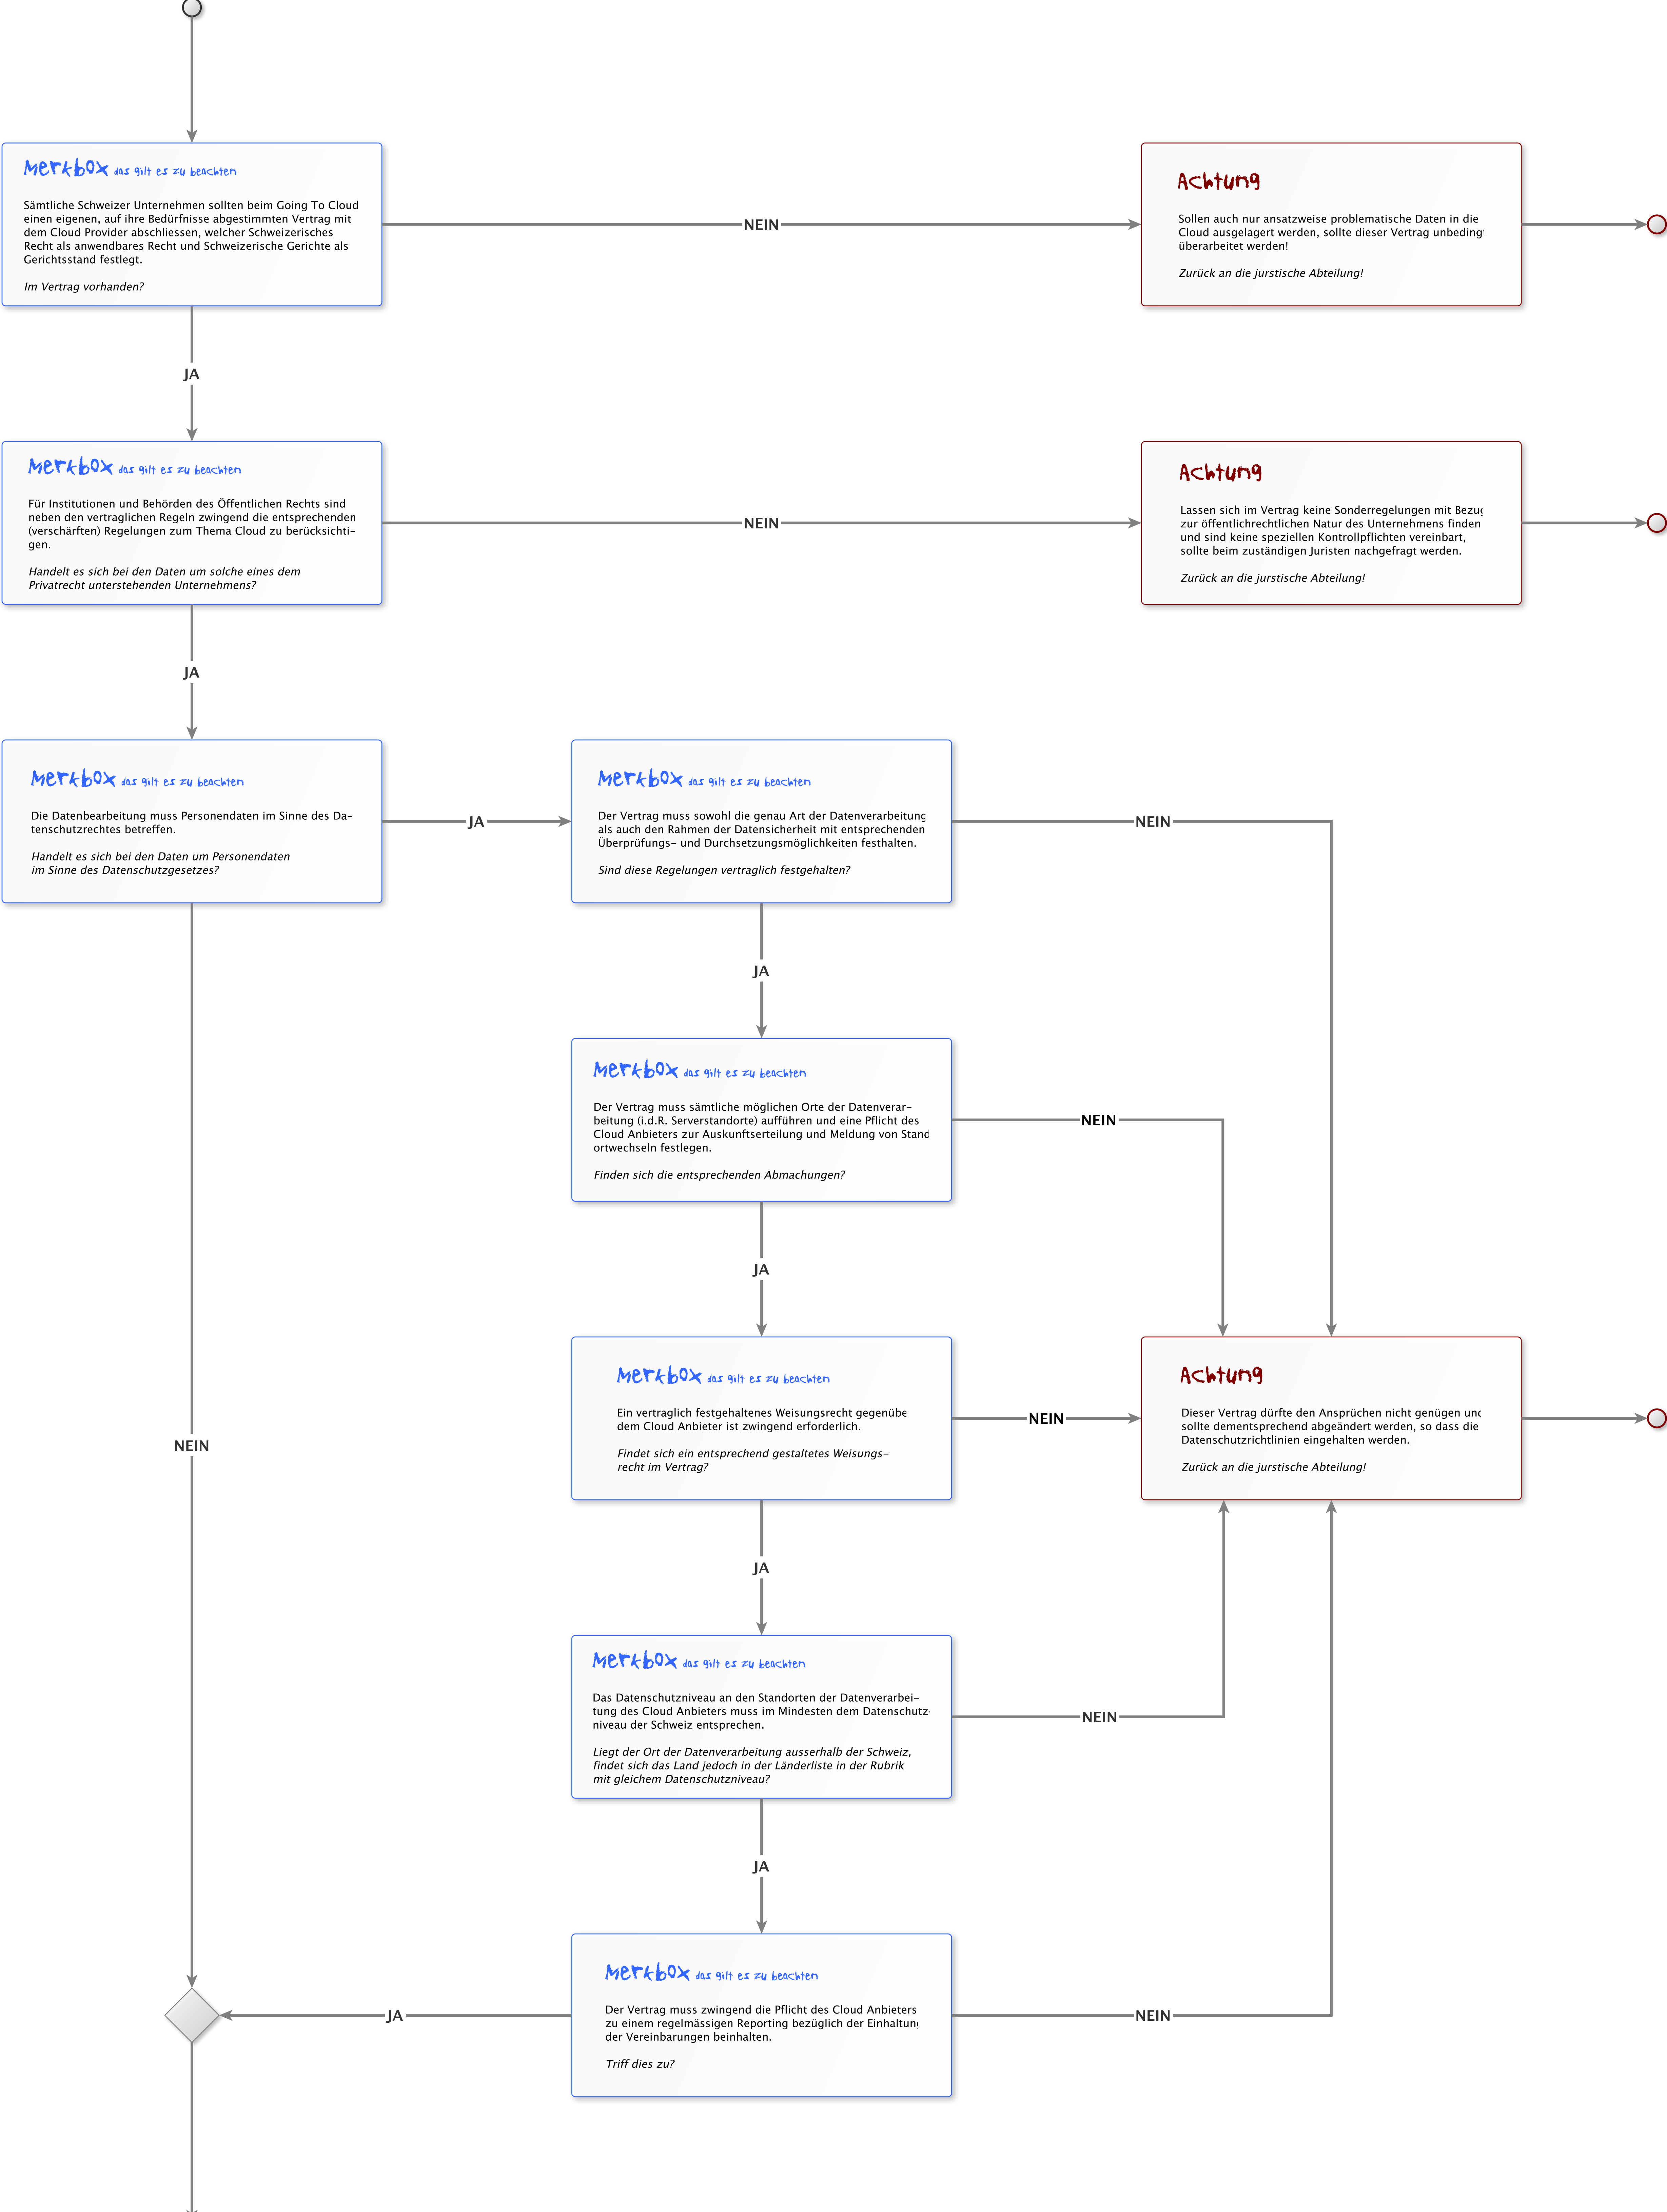 Merkbox das gilt es zu beachten
Sämtliche Schweizer Unternehmen sollten beim Going To Cloud
einen eigenen, auf ihre Bedürfnisse abgestimmten Vertrag mit
dem Cloud Provider abschliessen, welcher Schweizerisches
Recht als anwendbares Recht und Schweizerische Gerichte als
Gerichtsstand festlegt.
Im Vertrag vorhanden?
NEIN
Achtung
Sollen auch nur ansatzweise problematische Daten in die
Cloud ausgelagert werden, sollte dieser Vertrag unbedingt
überarbeitet werden!
Zurück an die jurstische Abteilung!
JA
Merkbox das gilt es zu beachten
Für Institutionen und Behörden des Öffentlichen Rechts sind
neben den vertraglichen Regeln zwingend die entsprechenden
(verschärften) Regelungen zum Thema Cloud zu berücksichti-
gen.
Handelt es sich bei den Daten um solche eines dem
Privatrecht unterstehenden Unternehmens?
NEIN
Achtung
Lassen sich im Vertrag keine Sonderregelungen mit Bezug
zur öffentlichrechtlichen Natur des Unternehmens finden
und sind keine speziellen Kontrollpflichten vereinbart,
sollte beim zuständigen Juristen nachgefragt werden.
Zurück an die jurstische Abteilung!
JA
Merkbox das gilt es zu beachten
Die Datenbearbeitung muss Personendaten im Sinne des Da-
tenschutzrechtes betreffen.
Handelt es sich bei den Daten um Personendaten
im Sinne des Datenschutzgesetzes?
JA
Merkbox das gilt es zu beachten
Der Vertrag muss sowohl die genau Art der Datenverarbeitung
als auch den Rahmen der Datensicherheit mit entsprechenden
Überprüfungs- und Durchsetzungsmöglichkeiten festhalten.
Sind diese Regelungen vertraglich festgehalten?
NEIN
JA
Merkbox das gilt es zu beachten
Der Vertrag muss sämtliche möglichen Orte der Datenverar-
beitung (i.d.R. Serverstandorte) aufführen und eine Pflicht des
Cloud Anbieters zur Auskunftserteilung und Meldung von Stand
ortwechseln festlegen.
Finden sich die entsprechenden Abmachungen?
NEIN
JA
Merkbox das gilt es zu beachten
Ein vertraglich festgehaltenes Weisungsrecht gegenübe
dem Cloud Anbieter ist zwingend erforderlich.
Findet sich ein entsprechend gestaltetes Weisungs-
recht im Vertrag?
NEIN
Achtung
Dieser Vertrag dürfte den Ansprüchen nicht genügen und
sollte dementsprechend abgeändert werden, so dass die
Datenschutzrichtlinien eingehalten werden.
Zurück an die jurstische Abteilung!
NEIN
JA
Merkbox das gilt es zu beachten
Das Datenschutzniveau an den Standorten der Datenverarbei-
tung des Cloud Anbieters muss im Mindesten dem Datenschutz-
niveau der Schweiz entsprechen.
Liegt der Ort der Datenverarbeitung ausserhalb der Schweiz,
findet sich das Land jedoch in der Länderliste in der Rubrik
mit gleichem Datenschutzniveau?
NEIN
JA
Merkbox das gilt es zu beachten
Der Vertrag muss zwingend die Pflicht des Cloud Anbieters
zu einem regelmässigen Reporting bezüglich der Einhaltung
der Vereinbarungen beinhalten.
Triff dies zu?
JA
NEIN